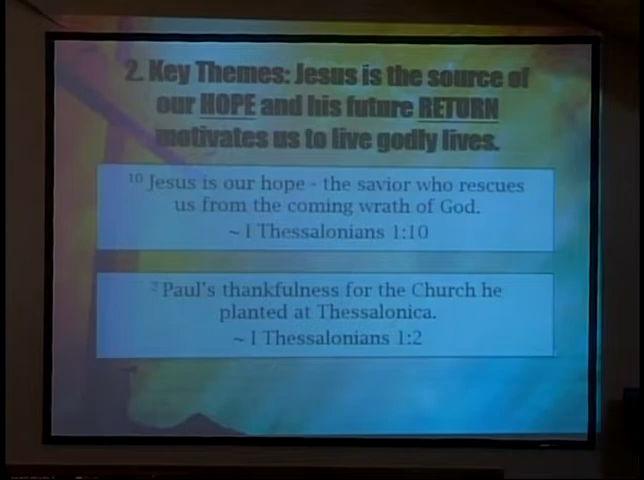 2. Key Themes: Jesus is the source of
our HOPE and his future RETURN
motivates us to live godly lives.
10 Jesus is our hope - the savior who rescues
us from the coming wrath of God.
~ I Thessalonians 1:10
2 Paul's thankfulness for the Church he
planted at Thessalonica.
~ I Thessalonians 1:2